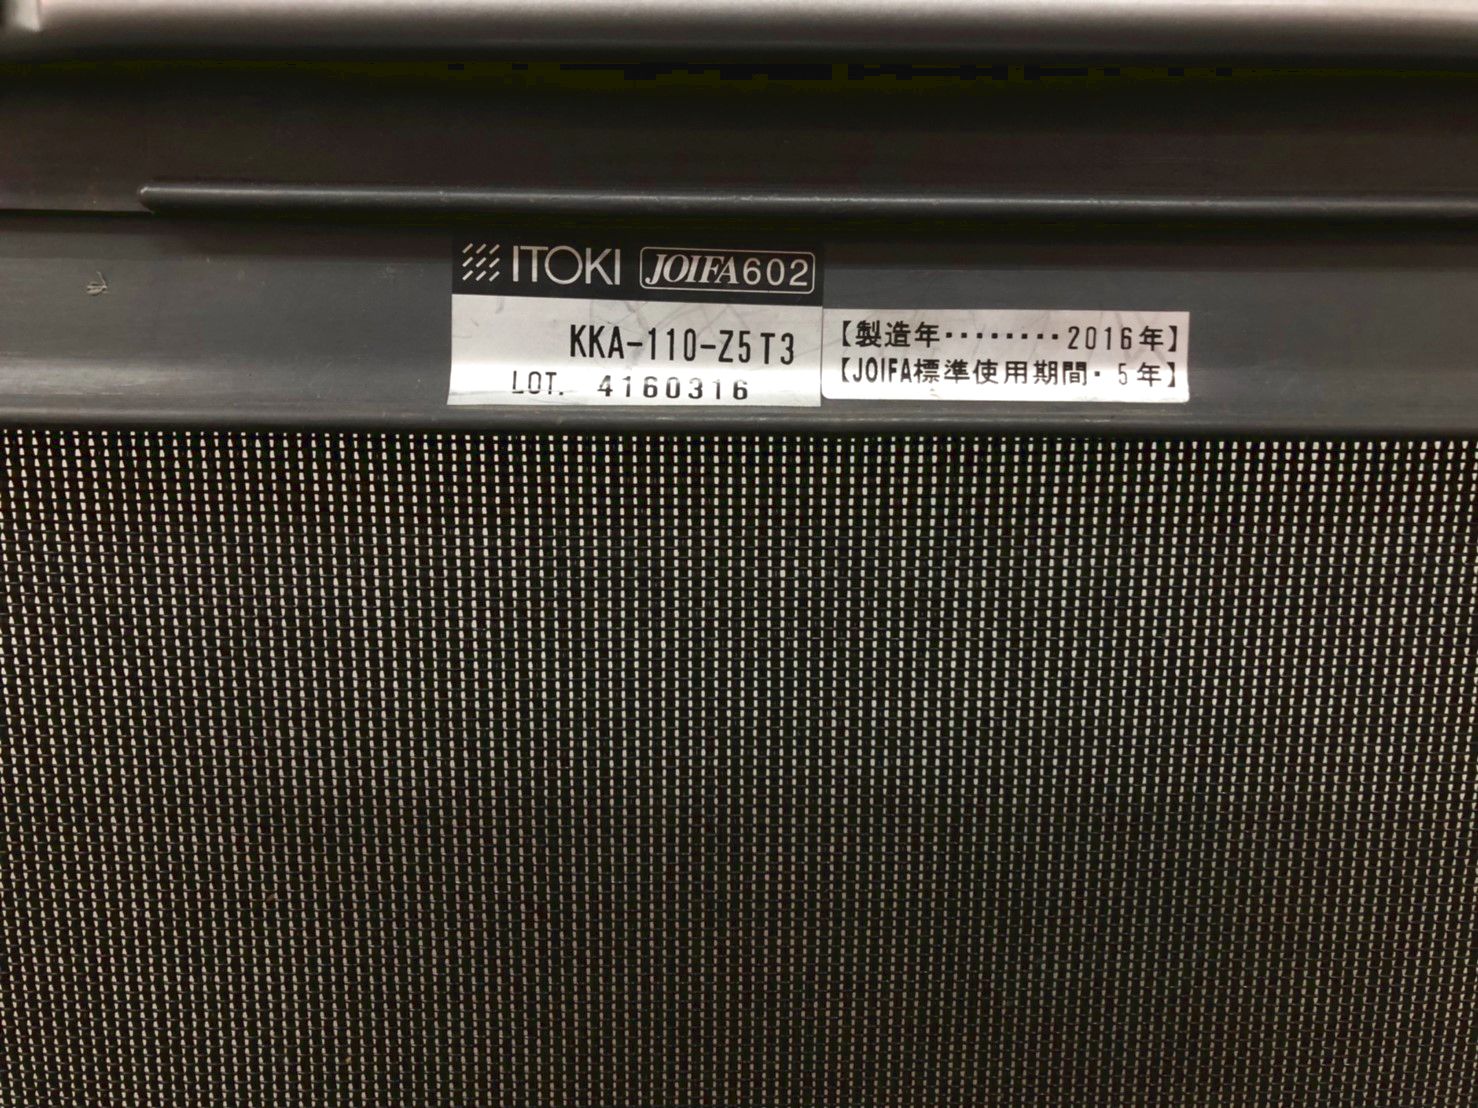 ITOKI JOIFA602
KKA-110-Z5T3
LOT. 4160316
【製造年‥‥‥‥2016年】
【JOIFA標準使用期間・5年】